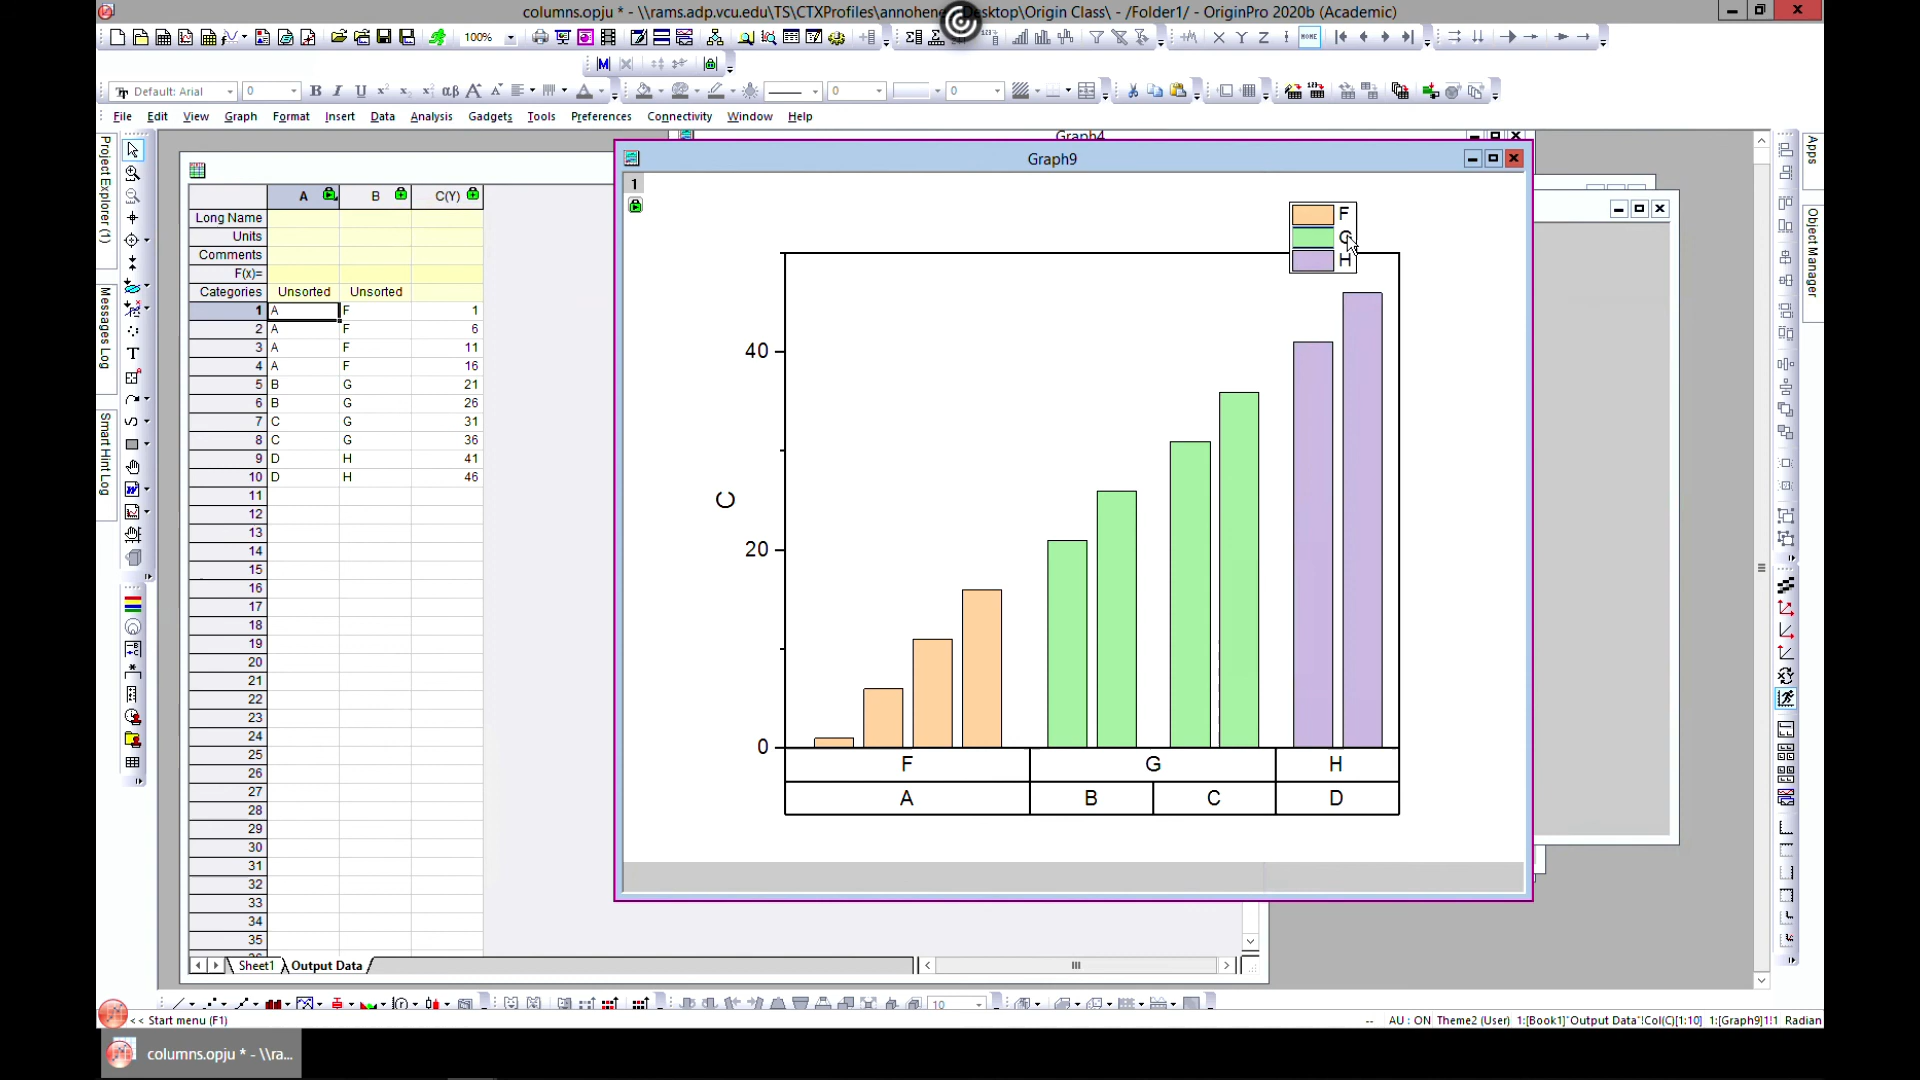 columns.opju * - \\rams.adp.vcu.edu\TS\CTXProfiles\annohene Desktop\Origin Class\ - /Folder1/ - OriginPro 2020b (Academic)
100%
HOME
Default: Arial 0 B I U αβ A 0 0
File Edit View Graph Format Insert Data Analysis Gadgets Tools Preferences Connectivity Window Help
Project Explorer (1)
Messages Log
Smart Hint Log
Apps
Object Manager
Graph4
Graph9
1
A B C(Y)
Long Name
Units
Comments
F(x)=
Categories Unsorted Unsorted
1 A F 1
2 A F 6
3 A F 11
4 A F 16
5 B G 21
6 B G 26
7 C G 31
8 C G 36
9 D H 41
10 D H 46
11
12
13
14
15
16
17
18
19
20
21
22
23
24
25
26
27
28
29
30
31
32
33
34
35
Sheet1 Output Data
F
G
H
40
20
0
C
F G H
A B C D
10
<< Start menu (F1)
-- AU : ON Theme2 (User) 1:[Book1]"Output Data"!Col(C)[1:10] 1:[Graph9]1!1 Radian
columns.opju * - \\ra...